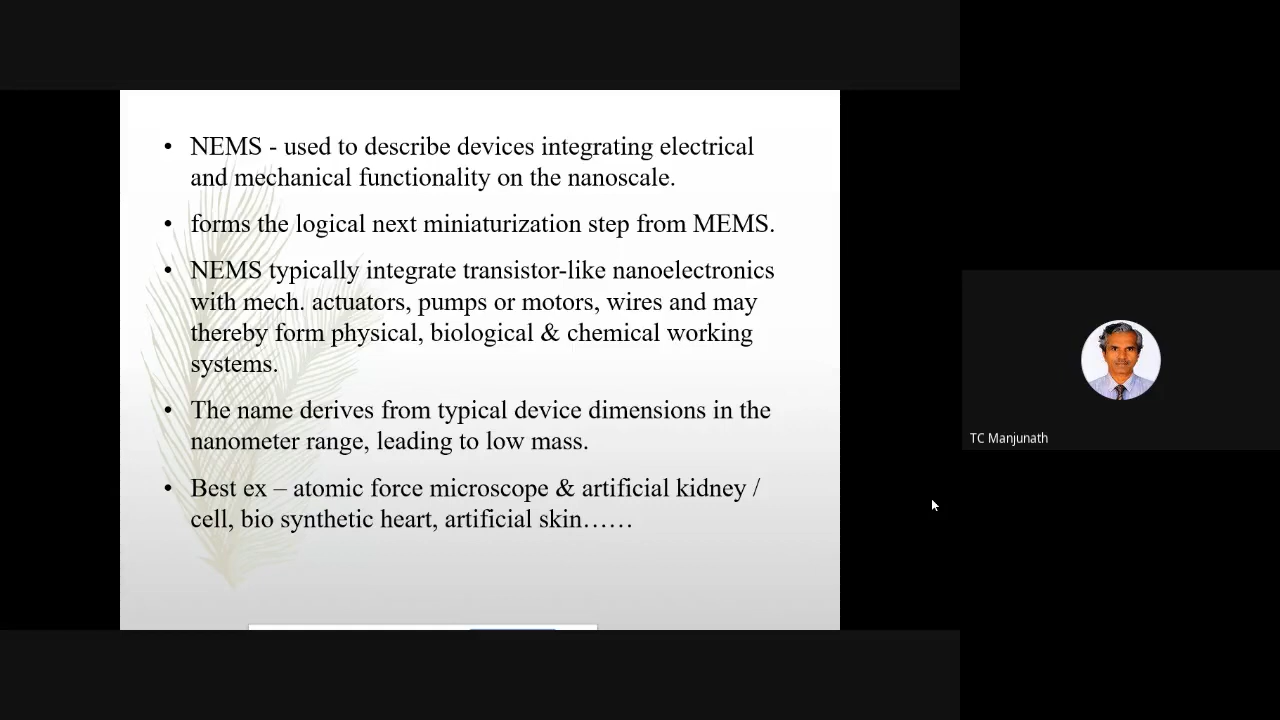 • NEMS - used to describe devices integrating electrical
and mechanical functionality on the nanoscale.
• forms the logical next miniaturization step from MEMS.
• NEMS typically integrate transistor-like nanoelectronics
with mech. actuators, pumps or motors, wires and may
thereby form physical, biological & chemical working
systems.
• The name derives from typical device dimensions in the
nanometer range, leading to low mass.
• Best ex – atomic force microscope & artificial kidney /
cell, bio synthetic heart, artificial skin……
TC Manjunath